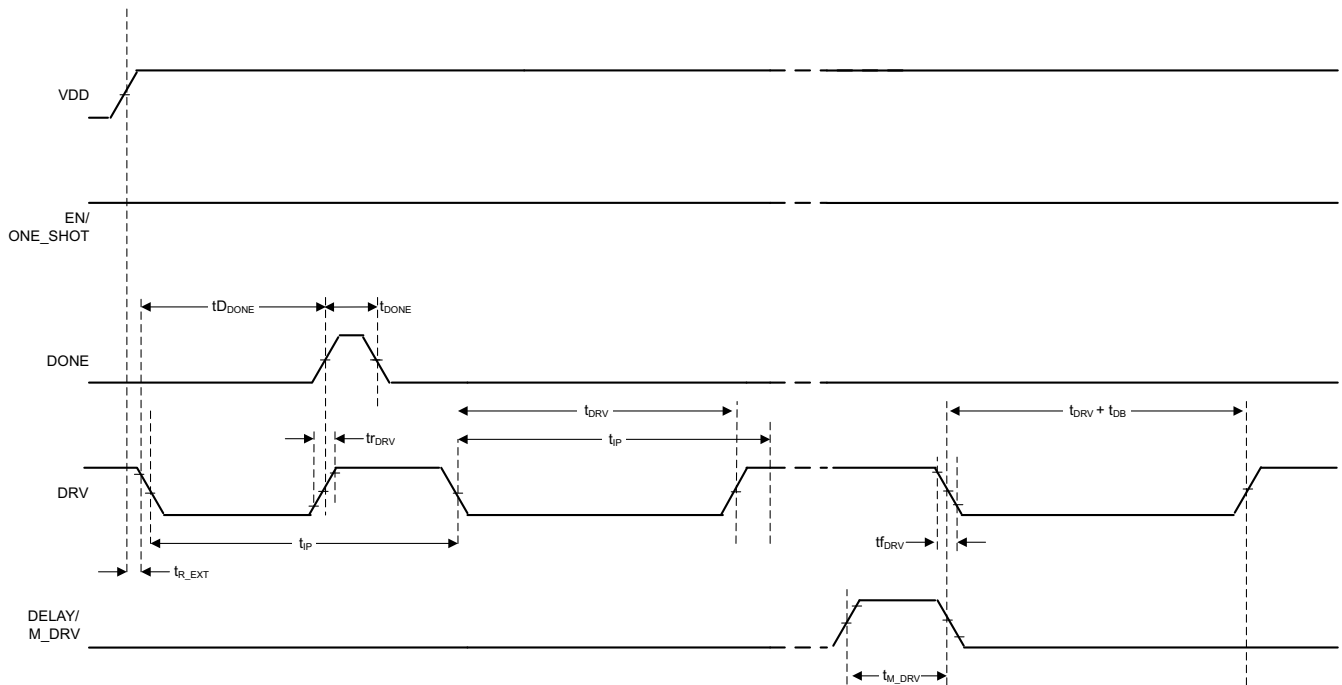 VDD
EN/
ONE_SHOT
tD_DONE
t_DONE
DONE
t_DRV
t_DRV + t_DB
tr_DRV
t_IP
DRV
tf_DRV
t_IP
t_R_EXT
DELAY/
M_DRV
t_M_DRV